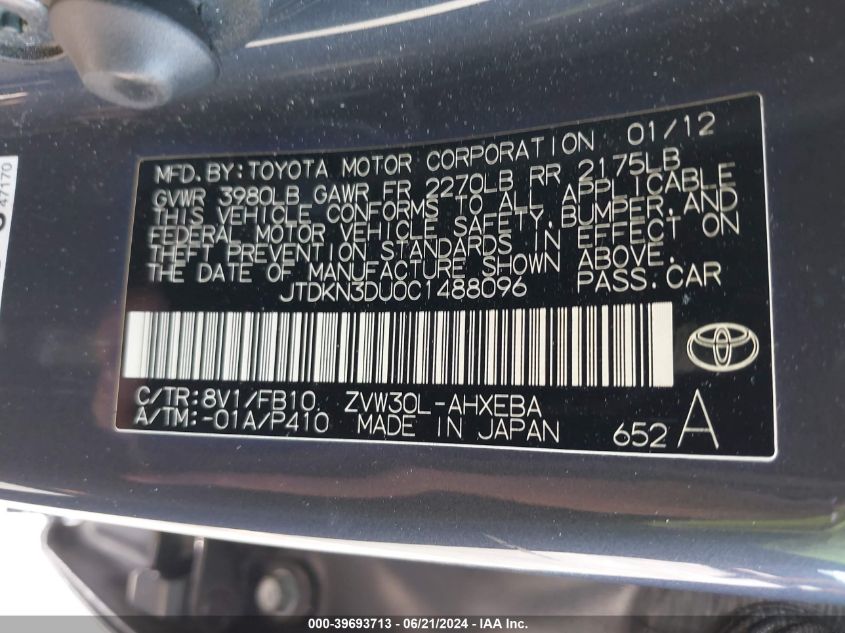 MFD. BY: TOYOTA MOTOR CORPORATION 01/12
GVWR 3980LB GAWR FR 2270LB RR 2175LB
THIS VEHICLE CONFORMS TO ALL APPLICABLE
FEDERAL MOTOR VEHICLE SAFETY, BUMPER, AND
THEFT PREVENTION STANDARDS IN EFFECT ON
THE DATE OF MANUFACTURE SHOWN ABOVE.
JTDKN3DU0C1488096 PASS. CAR
C/TR: 8V1/FB10 ZVW30L-AHXEBA
A/TM: -01A/P410 MADE IN JAPAN 652 A
47170
000-39693713 / 06/21/2024 - IAA Inc.